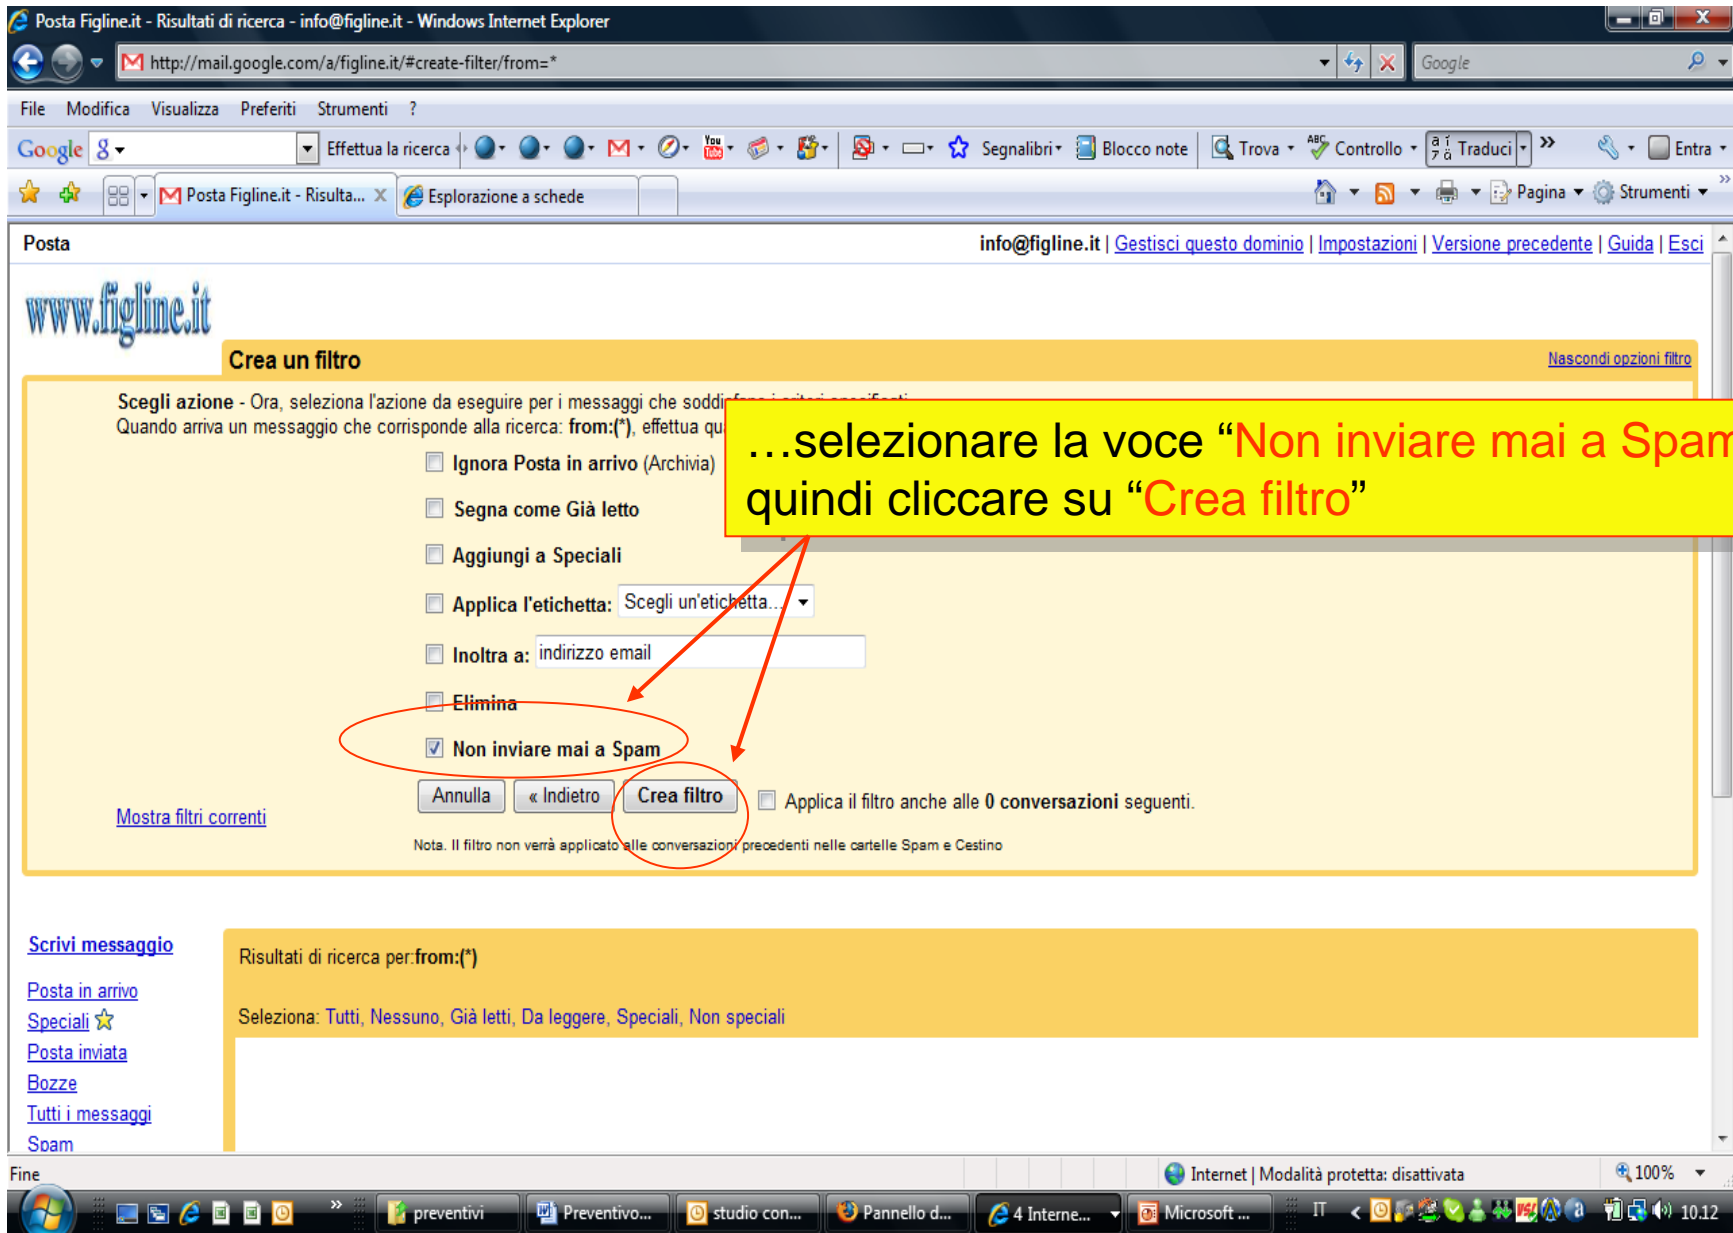 Posta Figline.it - Risultati di ricerca - info@figline.it - Windows Internet Explorer
http://mail.google.com/a/figline.it/#create-filter/from=*
Google
File Modifica Visualizza Preferiti Strumenti ?
Google g Effettua la ricerca You Tube Segnalibri Blocco note Trova ABC Controllo Traduci » Entra
Posta Figline.it - Risulta... X Esplorazione a schede Pagina Strumenti »
Posta info@figline.it | Gestisci questo dominio | Impostazioni | Versione precedente | Guida | Esci
www.figline.it
Crea un filtro Nascondi opzioni filtro
Scegli azione - Ora, seleziona l'azione da eseguire per i messaggi che
Quando arriva un messaggio che corrisponde alla ricerca: from:(*), effettua
…selezionare la voce “Non inviare mai a Spam
quindi cliccare su “Crea filtro”
Ignora Posta in arrivo (Archivia)
Segna come Già letto
Aggiungi a Speciali
Applica l'etichetta: Scegli un'etichetta...
Inoltra a: indirizzo email
Elimina
Non inviare mai a Spam
Annulla « Indietro Crea filtro Applica il filtro anche alle 0 conversazioni seguenti.
Mostra filtri correnti
Nota. Il filtro non verrà applicato alle conversazioni precedenti nelle cartelle Spam e Cestino
Scrivi messaggio
Risultati di ricerca per:from:(*)
Posta in arrivo
Speciali
Seleziona: Tutti, Nessuno, Già letti, Da leggere, Speciali, Non speciali
Posta inviata
Bozze
Tutti i messaggi
Spam
Fine Internet | Modalità protetta: disattivata 100%
» preventivi Preventivo... studio con... Pannello d... 4 Interne... Microsoft ... IT 10.12